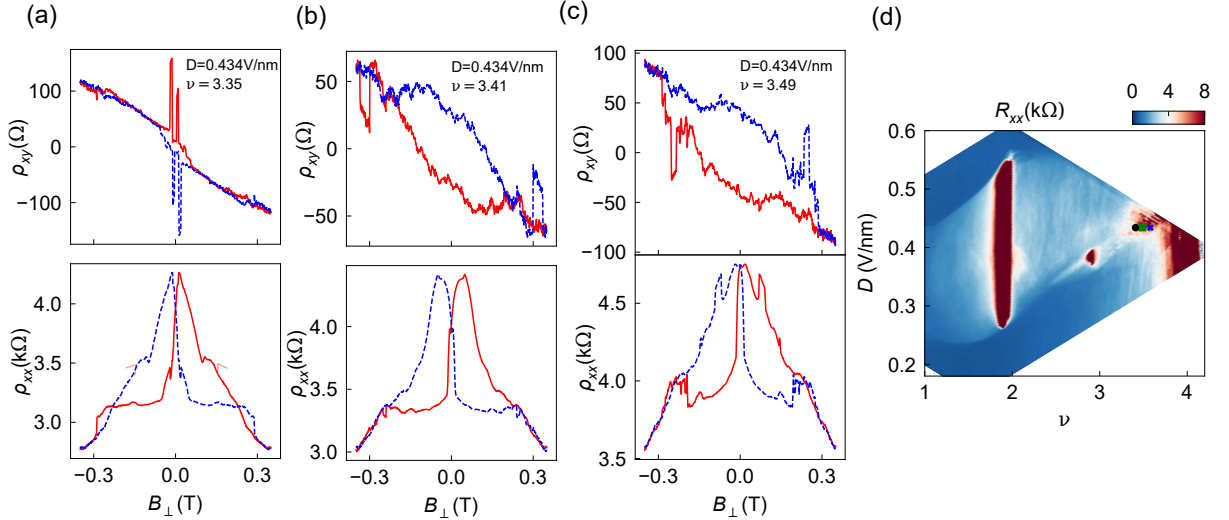 (a)
(b)
(c)
(d)
D=0.434V/nm
ν = 3.35
100
0
−100
ρxy(Ω)
D=0.434V/nm
ν = 3.41
50
0
−50
ρxy(Ω)
D=0.434V/nm
ν = 3.49
100
50
0
−50
−100
ρxy(Ω)
4.0
3.5
3.0
ρxx(kΩ)
−0.3
0.0
0.3
B⊥(T)
4.0
3.5
3.0
ρxx(kΩ)
−0.3
0.0
0.3
B⊥(T)
4.5
4.0
3.5
ρxx(kΩ)
−0.3
0.0
0.3
B⊥(T)
0 4 8
Rxx(kΩ)
0.6
0.5
0.4
0.3
0.2
D (V/nm)
1 2 3 4
ν